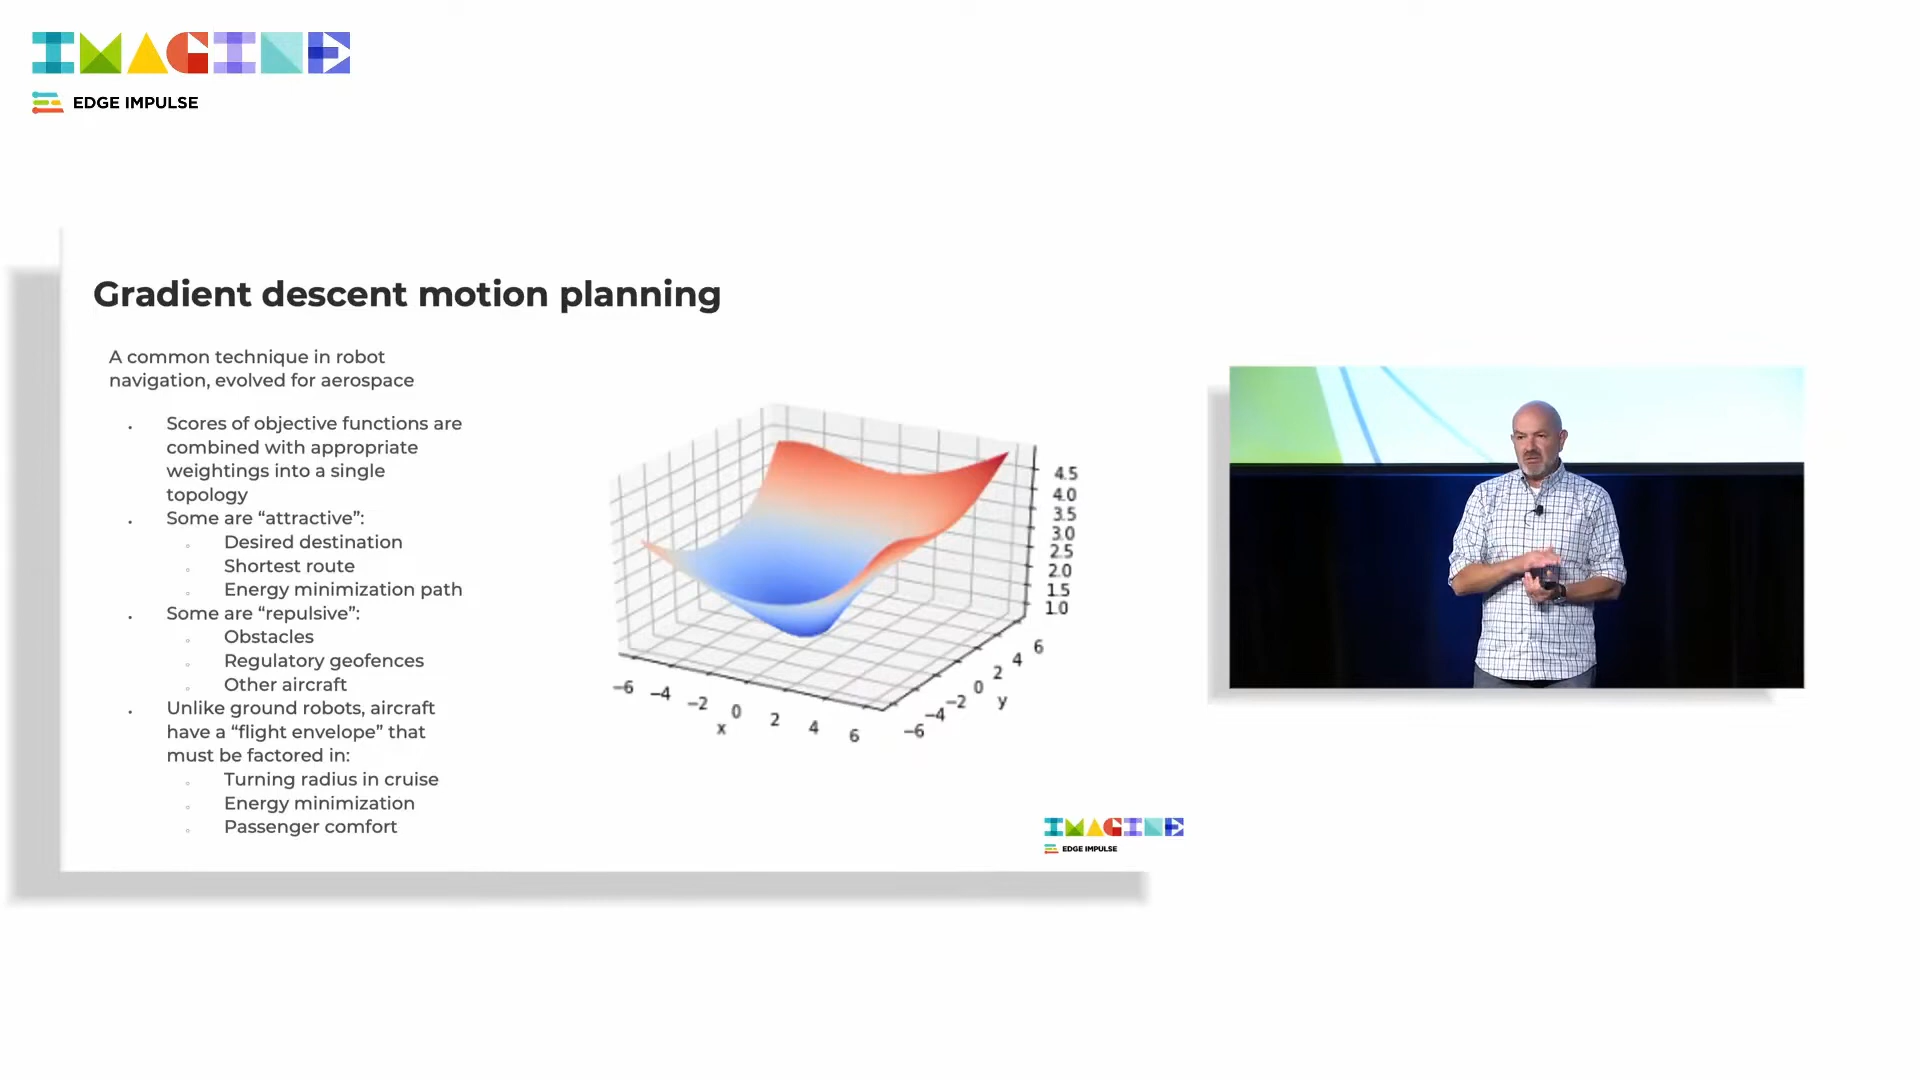 IMAGINE
EDGE IMPULSE
Gradient descent motion planning
A common technique in robot
navigation, evolved for aerospace
Scores of objective functions are
combined with appropriate
weightings into a single
topology
Some are “attractive”:
Desired destination
Shortest route
Energy minimization path
Some are “repulsive”:
Obstacles
Regulatory geofences
Other aircraft
Unlike ground robots, aircraft
have a “flight envelope” that
must be factored in:
Turning radius in cruise
Energy minimization
Passenger comfort
4.5
4.0
3.5
3.0
2.5
2.0
1.5
1.0
−6 −4 −2 0 2 4 6
x
−6 −4 −2 0 2 4 6
y
IMAGINE
EDGE IMPULSE